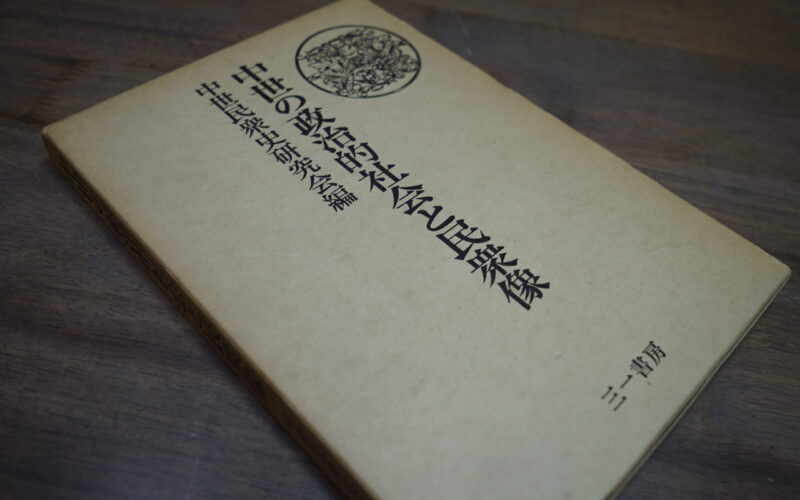 中世の政治的社会と民衆像
中世民衆史研究会編
三一書房